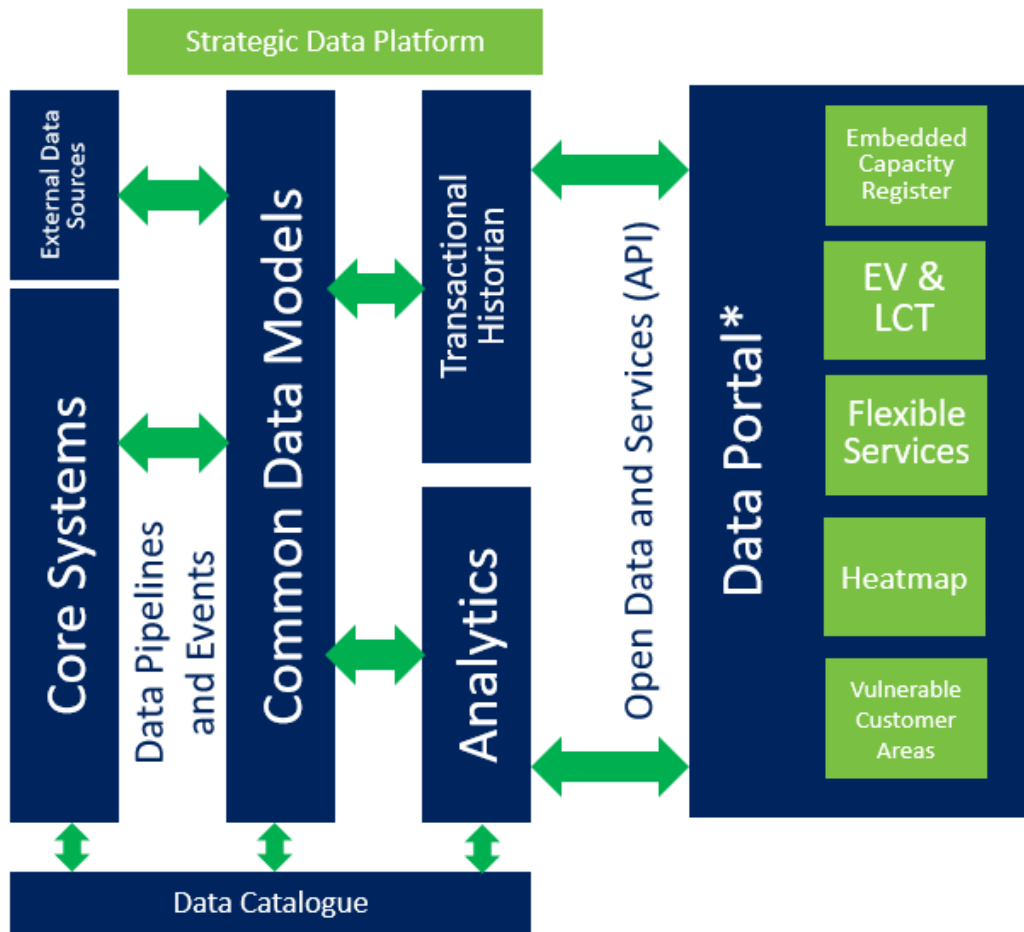 Strategic Data Platform
External Data
Sources
Core Systems
Data Pipelines
and Events
Common Data Models
Transactional
Historian
Analytics
Open Data and Services (API)
Data Portal*
Embedded
Capacity
Register
EV &
LCT
Flexible
Services
Heatmap
Vulnerable
Customer
Areas
Data Catalogue